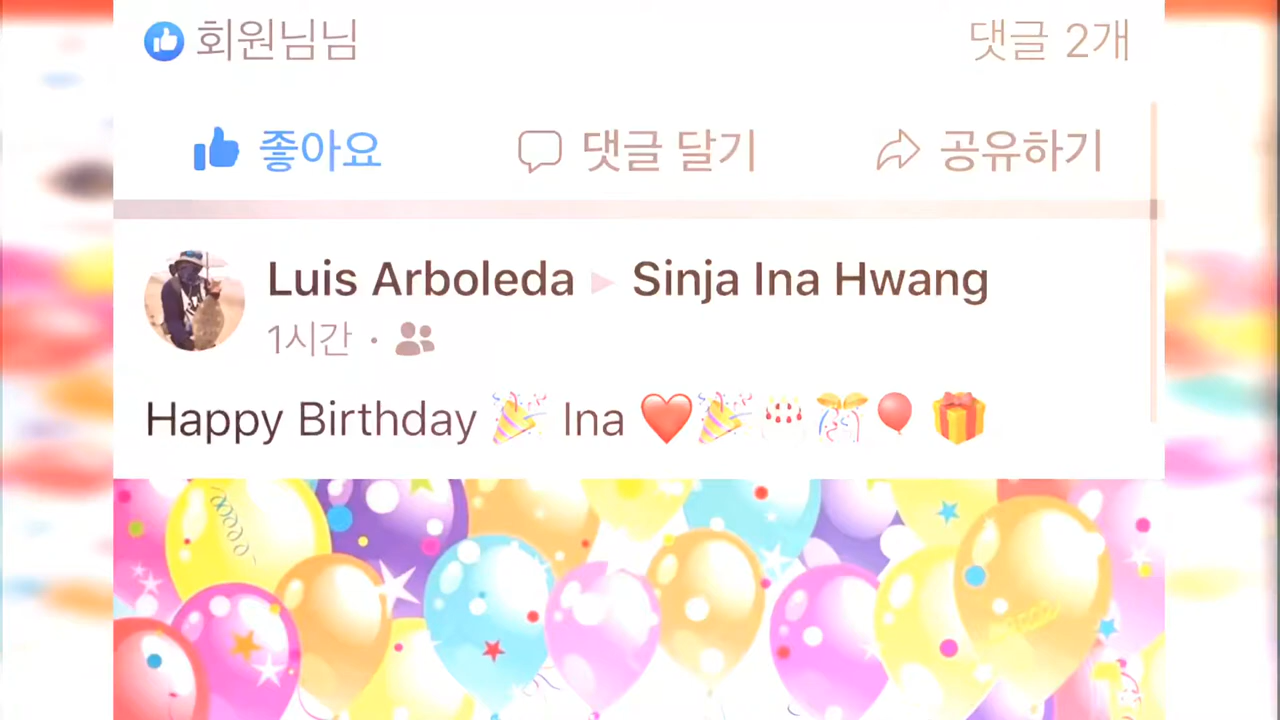 회원님님 댓글 2개
좋아요 댓글 달기 공유하기
Luis Arboleda ▶ Sinja Ina Hwang
1시간 ·
Happy Birthday 🎉 Ina ❤️🎉🎂🎊🎈 🎁